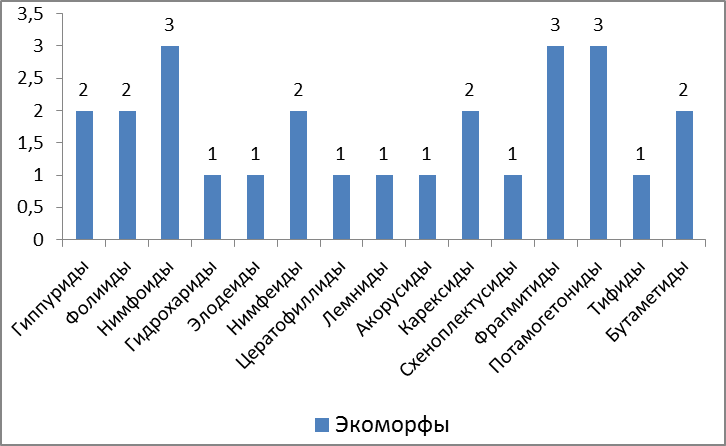 3,5
3
2,5
2
1,5
1
0,5
0
2
2
3
1
1
2
1
1
1
2
1
3
3
1
2
Гиппуриды
Фолииды
Нимфоиды
Гидрохариды
Элодеиды
Нимфеиды
Цератофиллиды
Лемниды
Акорусиды
Карексиды
Схеноплектусиды
Фрагмитиды
Потамогетониды
Тифиды
Бутаметиды
Экоморфы